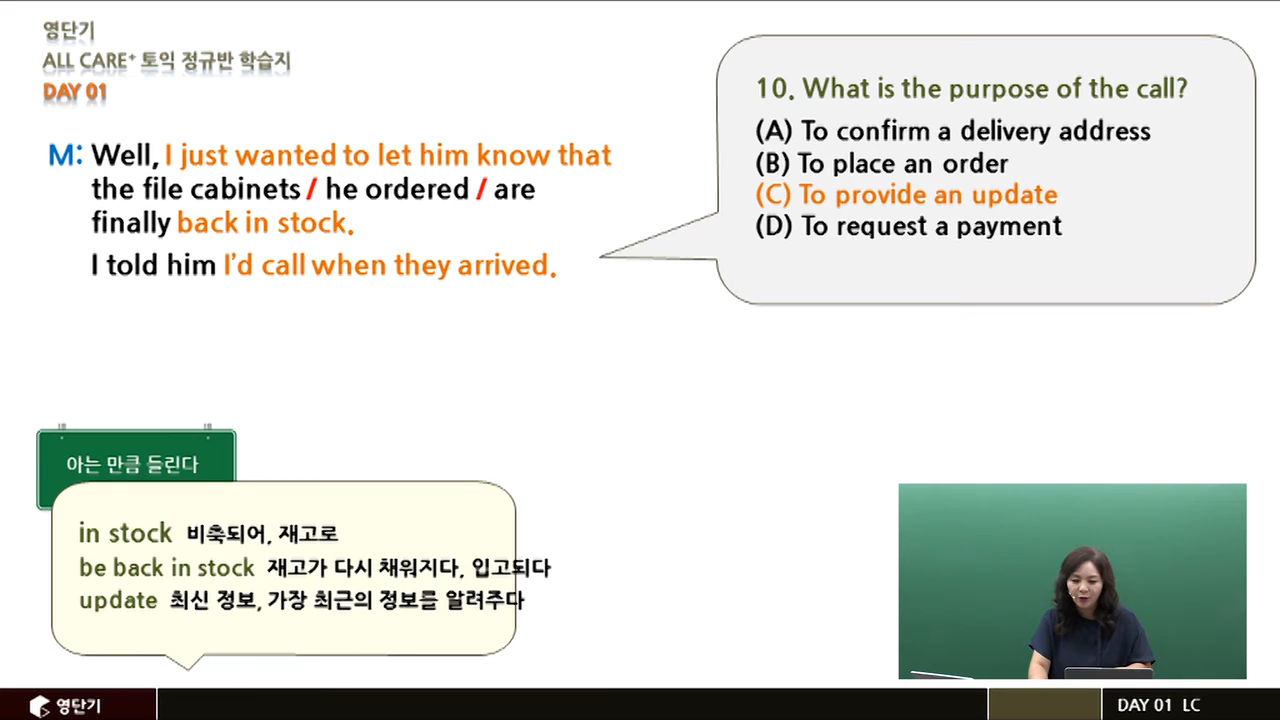 영단기
ALL CARE+ 토익 정규반 학습지
DAY 01
M: Well, I just wanted to let him know that
the file cabinets / he ordered / are
finally back in stock.
I told him I'd call when they arrived.
10. What is the purpose of the call?
(A) To confirm a delivery address
(B) To place an order
(C) To provide an update
(D) To request a payment
아는 만큼 들린다
in stock 비축되어, 재고로
be back in stock 재고가 다시 채워지다, 입고되다
update 최신 정보, 가장 최근의 정보를 알려주다
영단기
DAY 01 LC